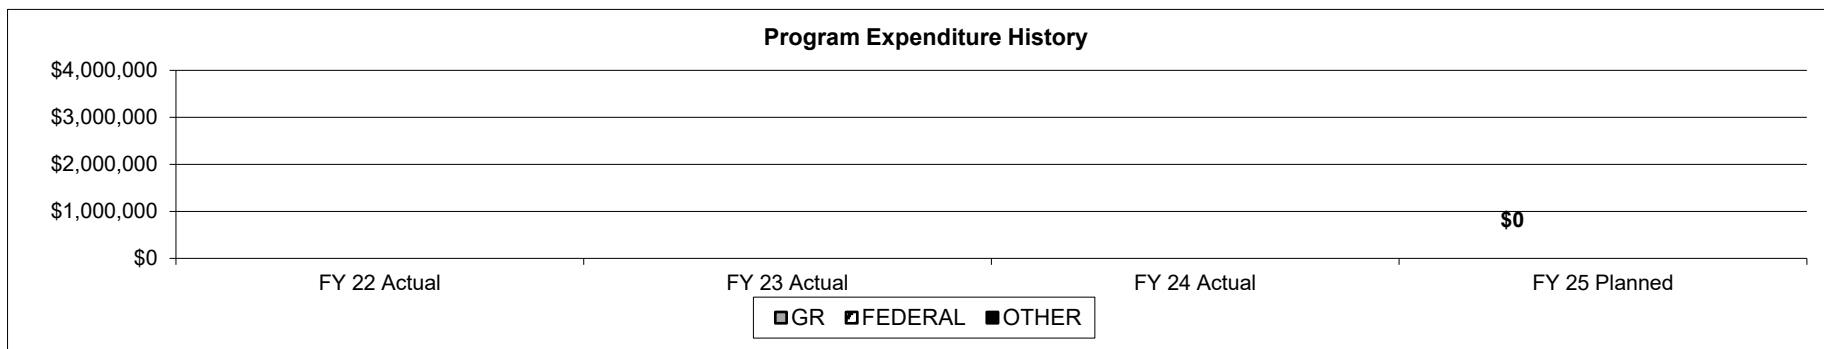 Program Expenditure History
$4,000,000
$3,000,000
$2,000,000
$1,000,000
$0
$0
FY 22 Actual FY 23 Actual FY 24 Actual FY 25 Planned
GR FEDERAL OTHER